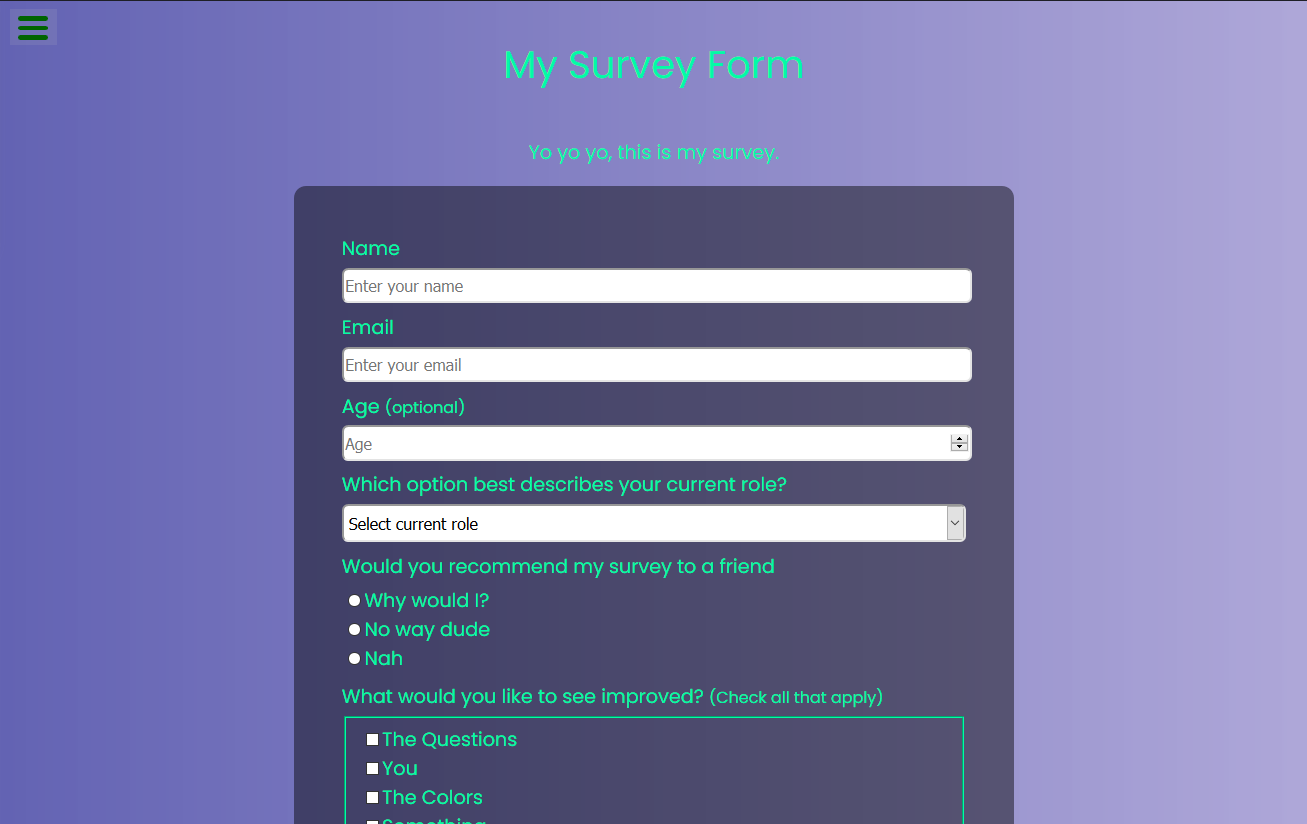 My Survey Form
Yo yo yo, this is my survey.
Name
Enter your name
Email
Enter your email
Age (optional)
Age
Which option best describes your current role?
Select current role
Would you recommend my survey to a friend
Why would I?
No way dude
Nah
What would you like to see improved? (Check all that apply)
The Questions
You
The Colors
Something